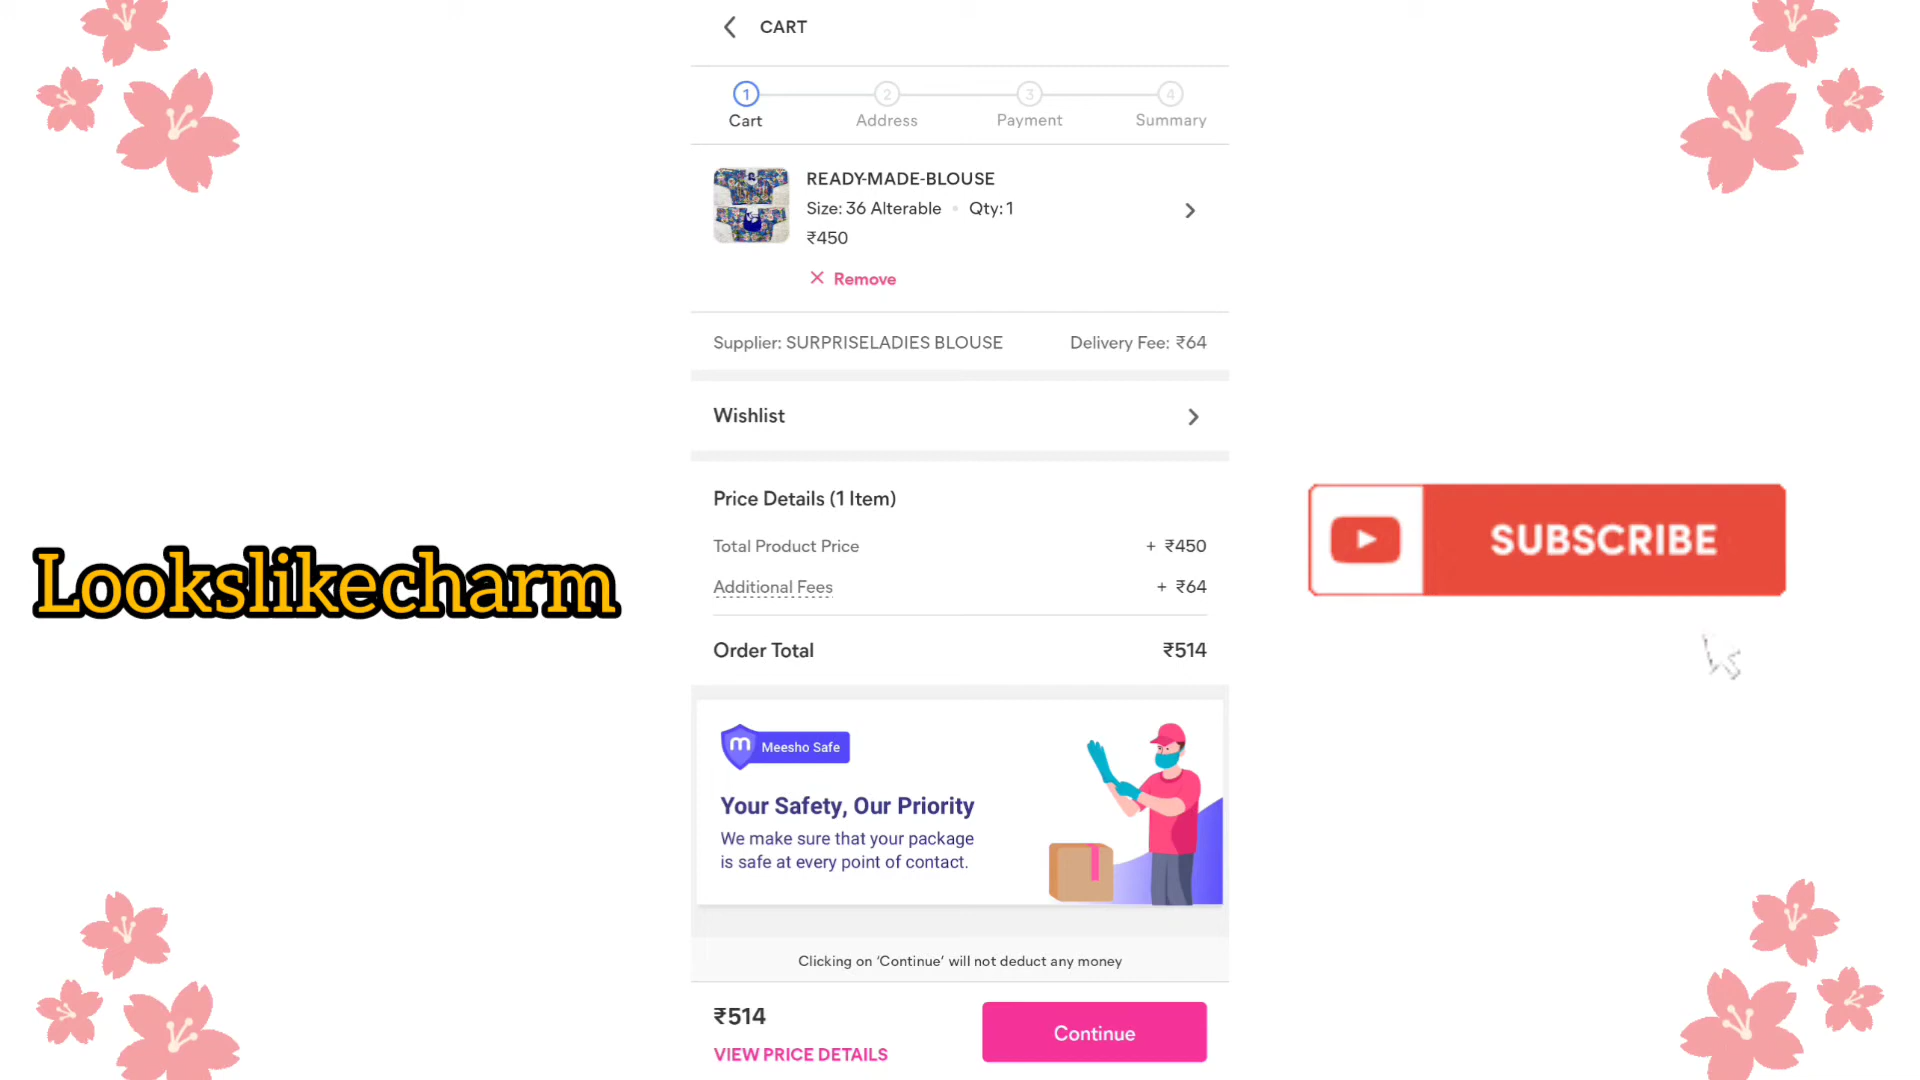 CART
1 2 3 4
Cart Address Payment Summary
READY-MADE-BLOUSE
Size: 36 Alterable • Qty: 1
₹450
Remove
Supplier: SURPRISELADIES BLOUSE Delivery Fee: ₹64
Wishlist
Price Details (1 Item)
Total Product Price + ₹450
Additional Fees + ₹64
Order Total ₹514
m Meesho Safe
Your Safety, Our Priority
We make sure that your package
is safe at every point of contact.
Clicking on ‘Continue’ will not deduct any money
₹514
VIEW PRICE DETAILS
Continue
Lookslikecharm
SUBSCRIBE